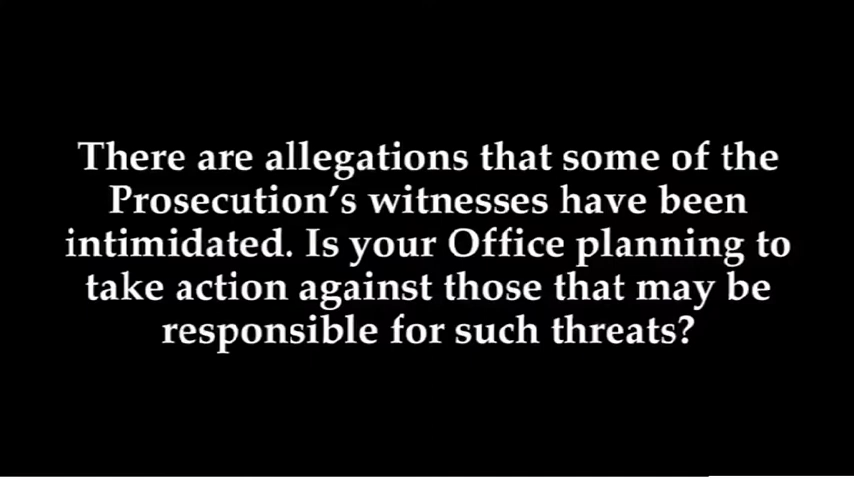 There are allegations that some of the
Prosecution’s witnesses have been
intimidated. Is your Office planning to
take action against those that may be
responsible for such threats?